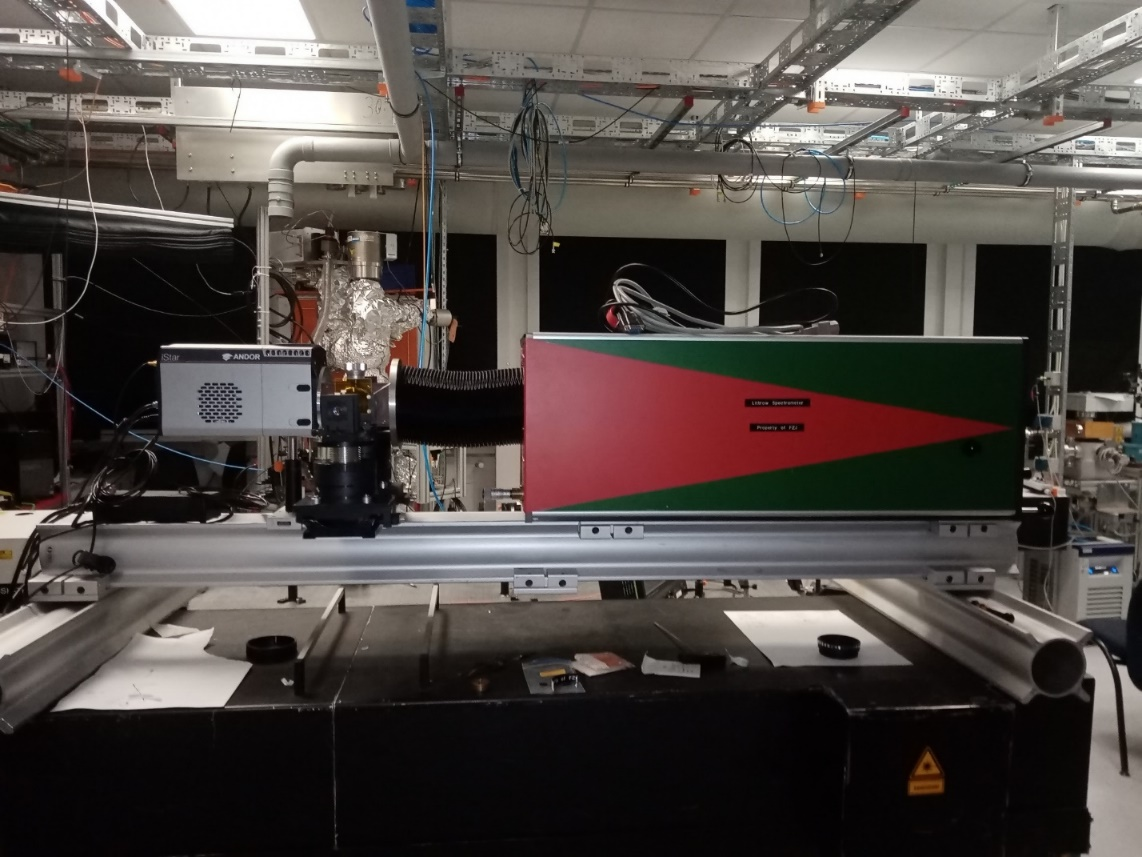 iStar
ANDOR
Littrow Spectrometer
Property of FZJ